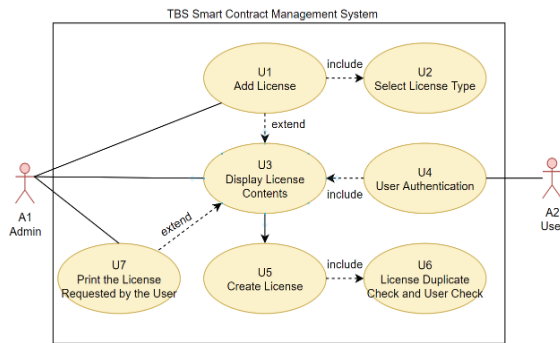 TBS Smart Contract Management System
U1
Add License
include
U2
Select License Type
extend
U3
Display License
Contents
include
U4
User Authentication
A1
Admin
A2
extend
U7
Print the License
Requested by the User
U5
Create License
include
U6
License Duplicate
Check and User Check